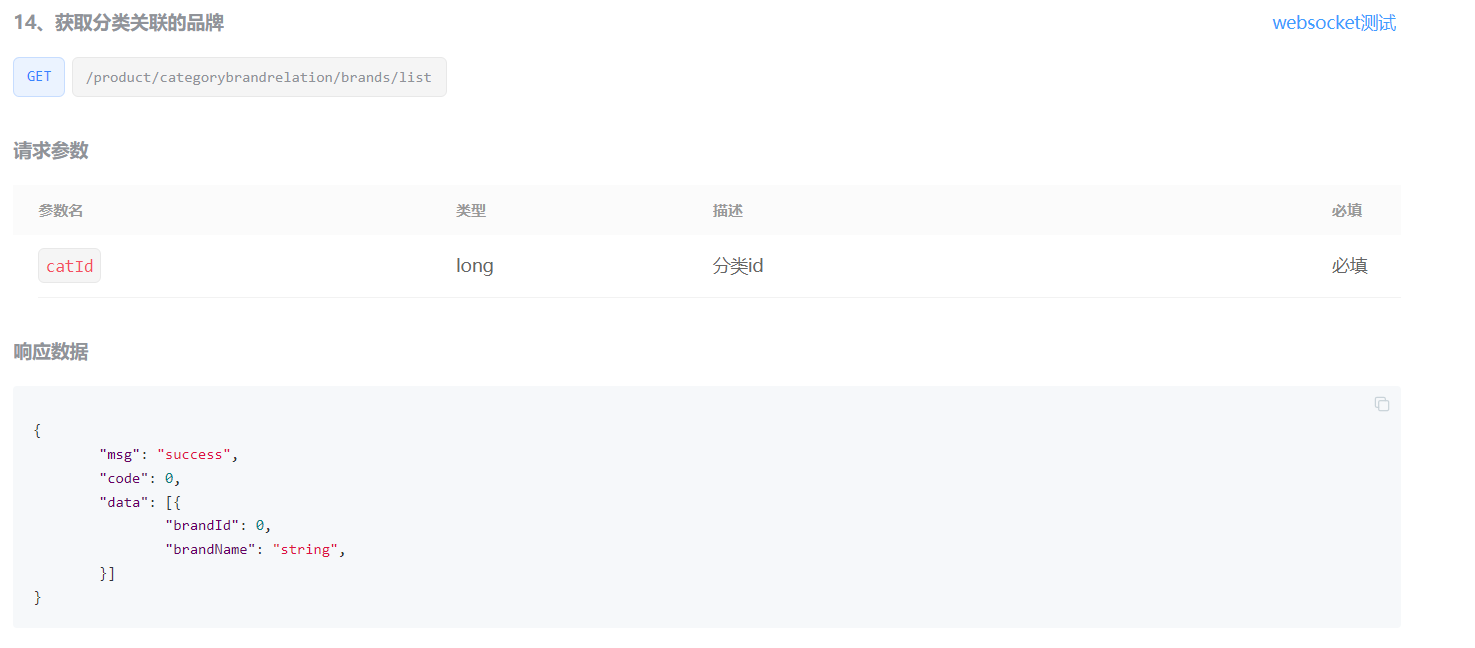 14、获取分类关联的品牌
websocket测试
GET /product/categorybrandrelation/brands/list
请求参数
参数名 类型 描述 必填
catId long 分类id 必填
响应数据
{
"msg": "success",
"code": 0,
"data": [{
"brandId": 0,
"brandName": "string",
}]
}